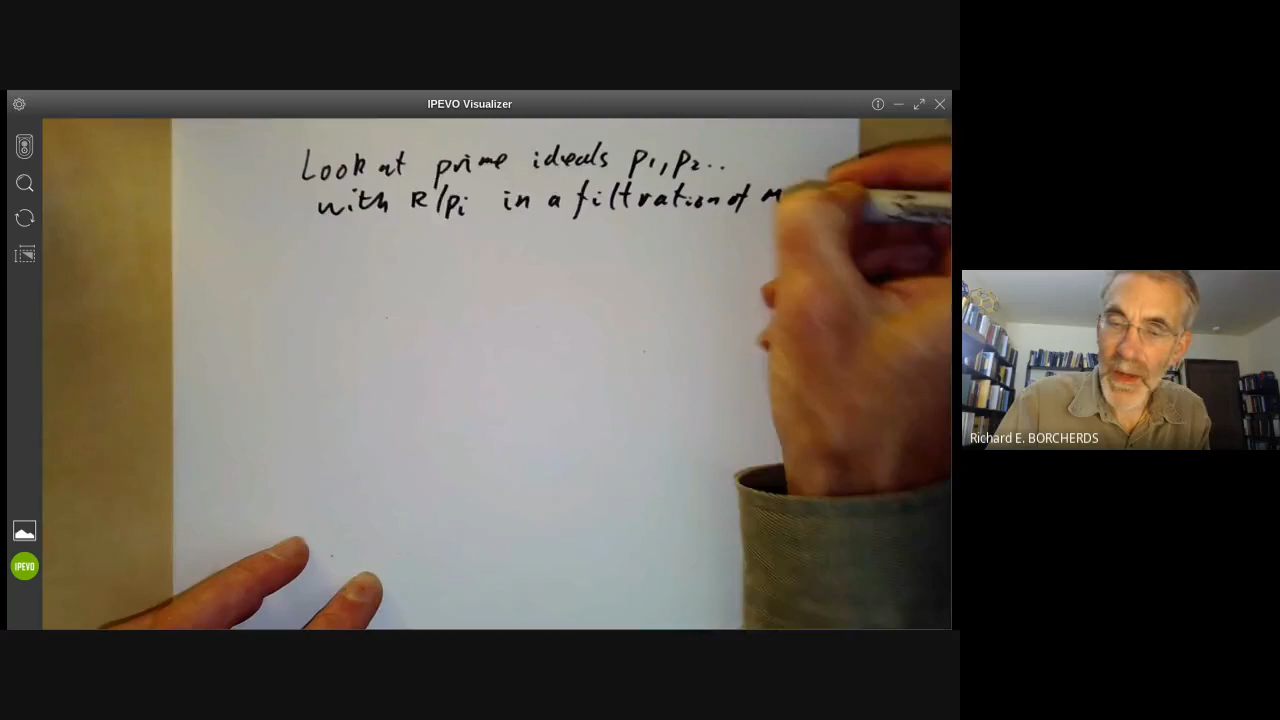 IPEVO Visualizer
Look at prime ideals p1, p2..
with R/pi in a filtration of M
IPEVO
Richard E. BORCHERDS